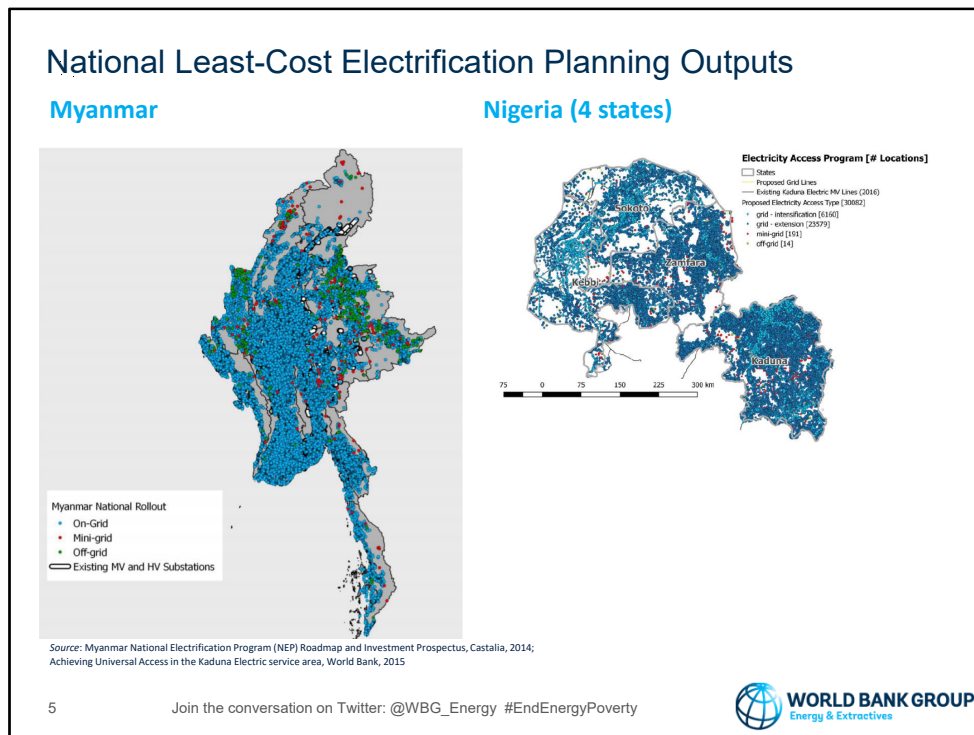 National Least-Cost Electrification Planning Outputs
Myanmar
Nigeria (4 states)
Myanmar National Rollout
On-Grid
Mini-grid
Off-grid
Existing MV and HV Substations
Electricity Access Program [# Locations]
States
Proposed Grid Lines
Existing Kaduna Electric MV Lines (2016)
Proposed Electricity Access Type [30082]
grid - intensification [6160]
grid - extension [23579]
mini-grid [191]
off-grid [14]
Sokoto
Zamfara
Kebbi
Kaduna
75 0 75 150 225 300 km
Source: Myanmar National Electrification Program (NEP) Roadmap and Investment Prospectus, Castalia, 2014;
Achieving Universal Access in the Kaduna Electric service area, World Bank, 2015
5
Join the conversation on Twitter: @WBG_Energy #EndEnergyPoverty
WORLD BANK GROUP
Energy & Extractives